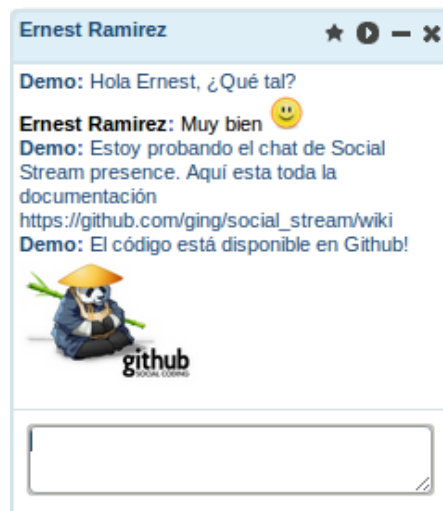 Ernest Ramirez
Demo: Hola Ernest, ¿Qué tal?
Ernest Ramirez: Muy bien
Demo: Estoy probando el chat de Social
Stream presence. Aquí esta toda la
documentación
https://github.com/ging/social_stream/wiki
Demo: El código está disponible en Github!
github
SOCIAL CODING